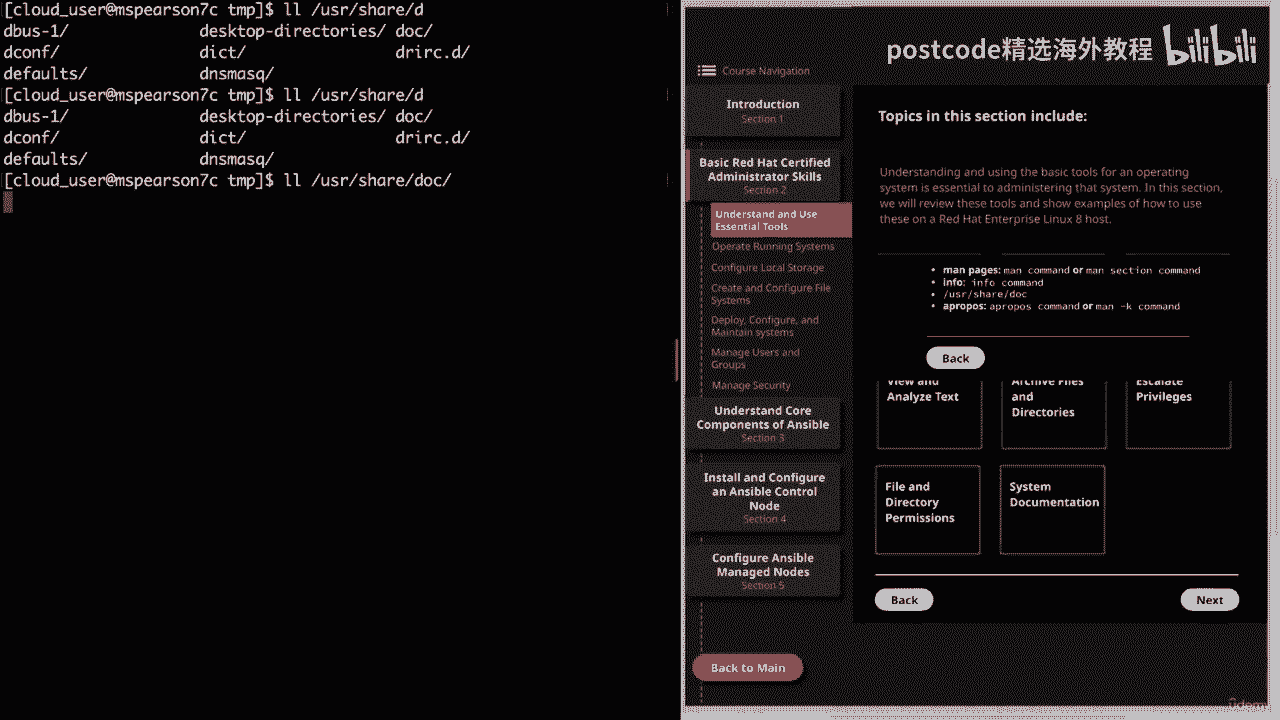 [cloud_user@mspearson7c tmp]$ ll /usr/share/d
dbus-1/ desktop-directories/ doc/
dconf/ dict/ drirc.d/
defaults/ dnsmasq/
[cloud_user@mspearson7c tmp]$ ll /usr/share/d
dbus-1/ desktop-directories/ doc/
dconf/ dict/ drirc.d/
defaults/ dnsmasq/
[cloud_user@mspearson7c tmp]$ ll /usr/share/doc/
postcode精选海外教程 bilibili
Course Navigation
Introduction
Section 1
Basic Red Hat Certified
Administrator Skills
Section 2
Understand and Use
Essential Tools
Operate Running Systems
Configure Local Storage
Create and Configure File
Systems
Deploy, Configure, and
Maintain systems
Manage Users and
Groups
Manage Security
Understand Core
Components of Ansible
Section 3
Install and Configure
an Ansible Control
Node
Section 4
Configure Ansible
Managed Nodes
Section 5
Back to Main
Topics in this section include:
Understanding and using the basic tools for an operating
system is essential to administering that system. In this section,
we will review these tools and show examples of how to use
these on a Red Hat Enterprise Linux 8 host.
• man pages: man command or man section command
• info: info command
• /usr/share/doc
• apropos: apropos command or man -k command
Back
View and
Analyze Text
Archive Files
and
Directories
Escalate
Privileges
File and
Directory
Permissions
System
Documentation
Back
Next
ûdemy